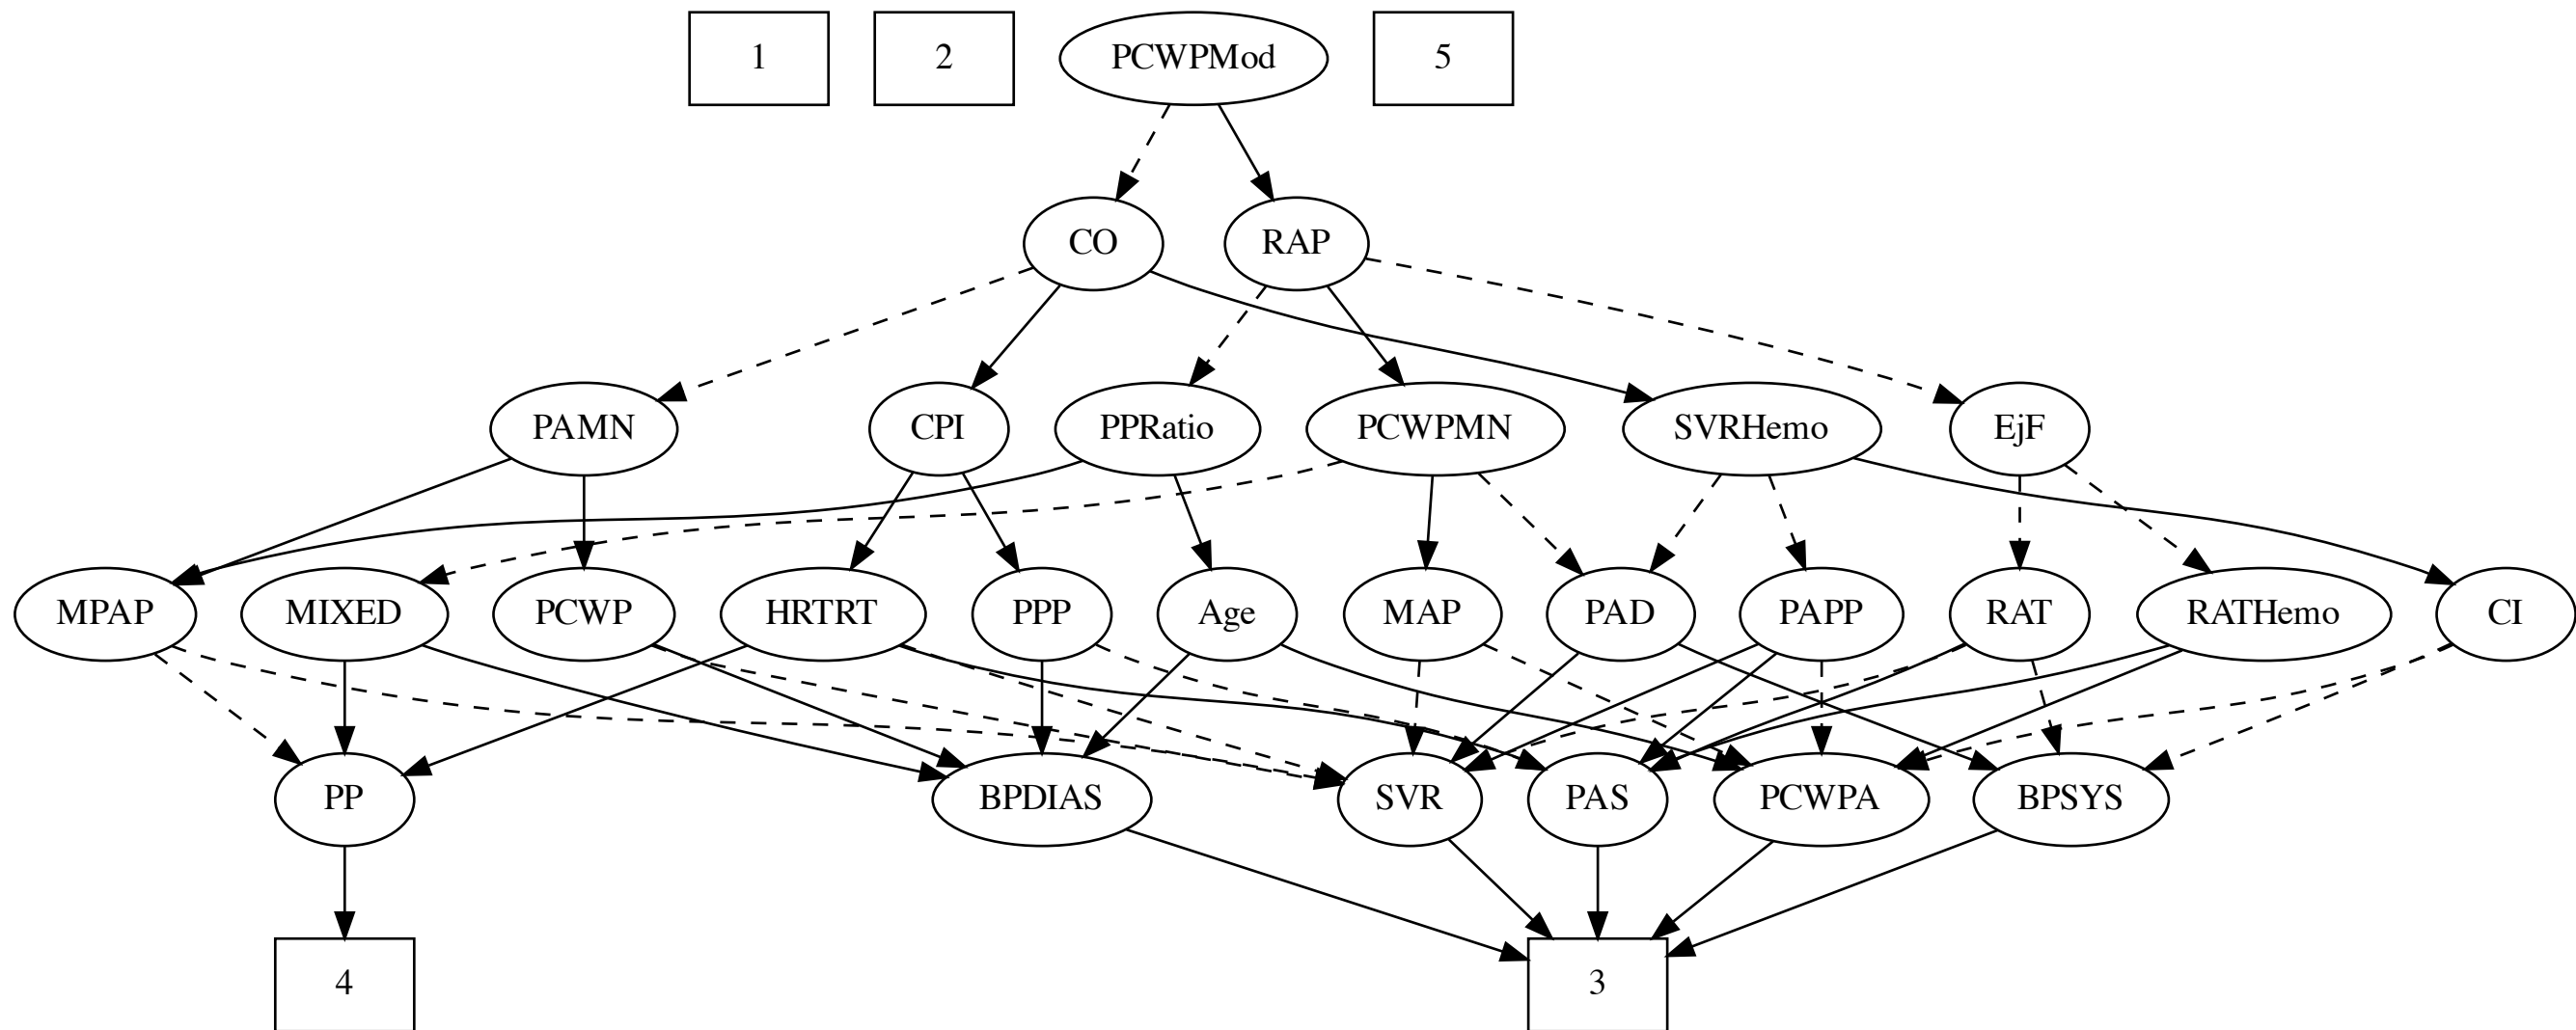 1
2
PCWPMod
5
CO
RAP
PAMN
CPI
PPRatio
PCWPMN
SVRHemo
EjF
MPAP
MIXED
PCWP
HRTRT
PPP
Age
MAP
PAD
PAPP
RAT
RATHemo
CI
PP
BPDIAS
SVR
PAS
PCWPA
BPSYS
4
3